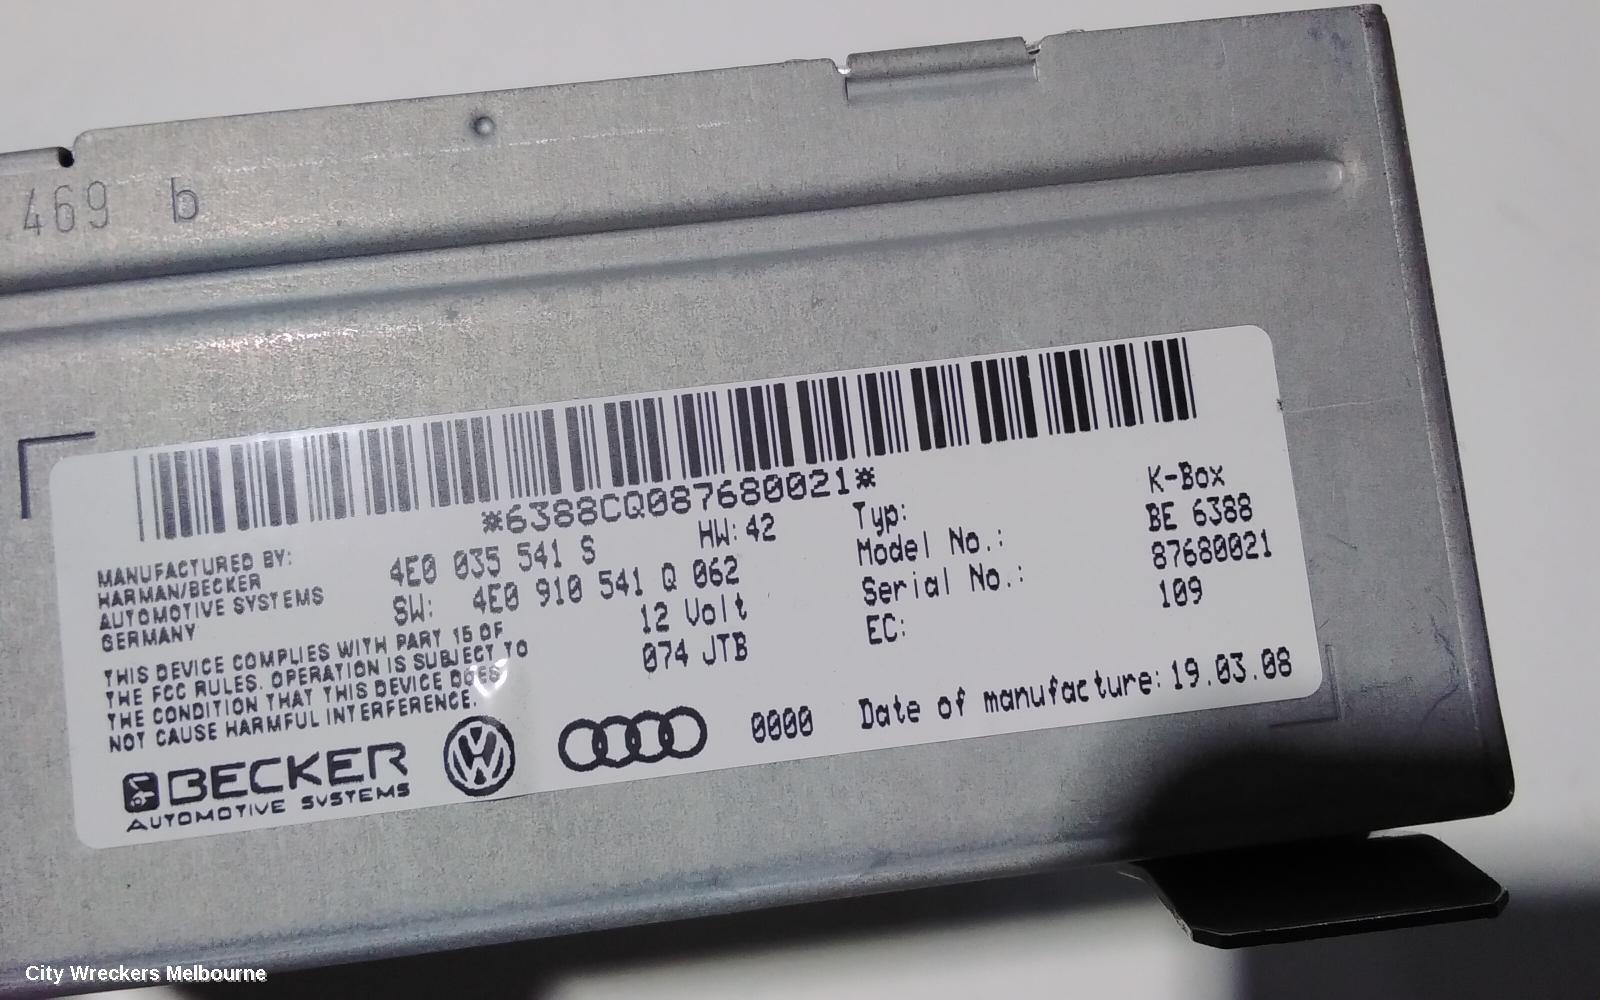 469 b
*6388CQ087680021*
MANUFACTURED BY:
HARMAN/BECKER
AUTOMOTIVE SYSTEMS
GERMANY
THIS DEVICE COMPLIES WITH PART 15 OF
THE FCC RULES. OPERATION IS SUBJECT TO
THE CONDITION THAT THIS DEVICE DOES
NOT CAUSE HARMFUL INTERFERENCE.
4E0 035 541 S HW: 42
SW: 4E0 910 541 Q 062
12 Volt
074 JTB
Typ: K-Box
Model No.: BE 6388
Serial No.: 87680021
EC: 109
BECKER
AUTOMOTIVE SYSTEMS
0000 Date of manufacture: 19.03.08
City Wreckers Melbourne